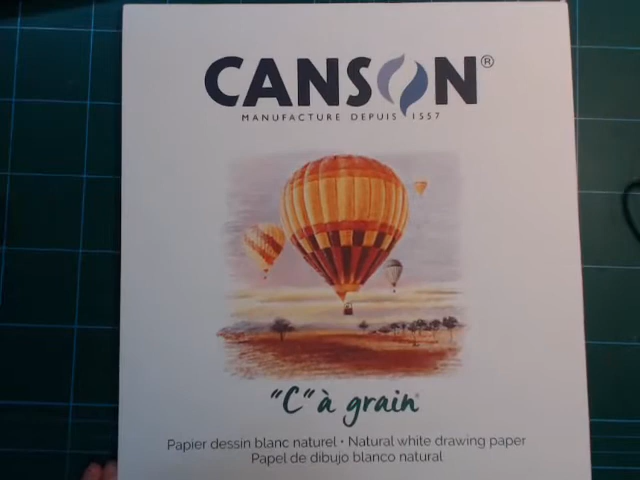 CANSON®
MANUFACTURE DEPUIS 1557
"C" à grain®
Papier dessin blanc naturel • Natural white drawing paper
Papel de dibujo blanco natural